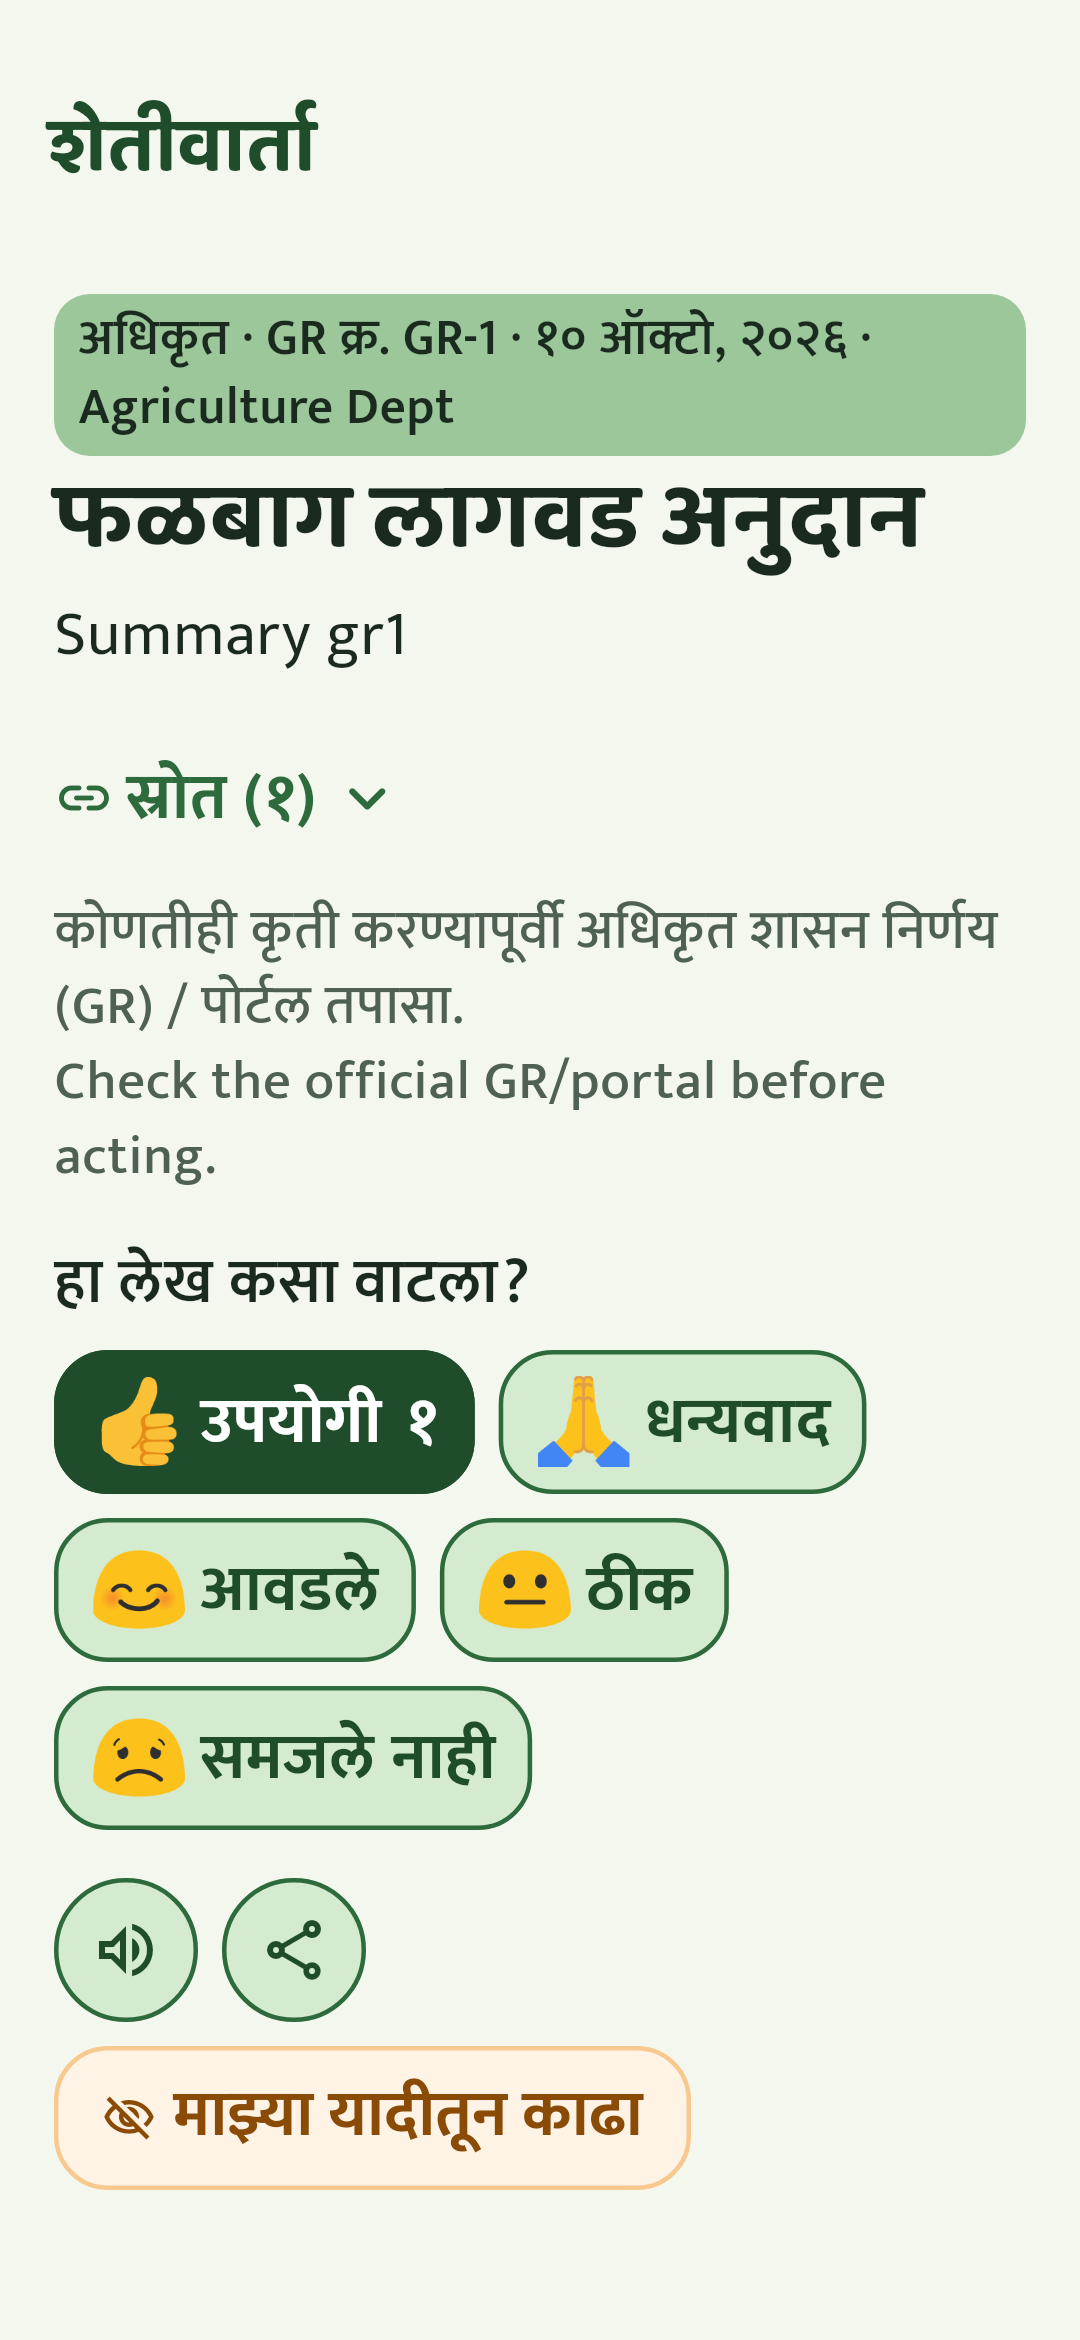 शेतीवार्ता
अधिकृत · GR क्र. GR-1 · १० ऑक्टो, २०२६ ·
Agriculture Dept
फळबाग लागवड अनुदान
Summary gr1
स्रोत (१)
कोणतीही कृती करण्यापूर्वी अधिकृत शासन निर्णय
(GR) / पोर्टल तपासा.
Check the official GR/portal before
acting.
हा लेख कसा वाटला?
👍 उपयोगी १ 🙏 धन्यवाद
😊 आवडले 😐 ठीक
😟 समजले नाही
माझ्या यादीतून काढा